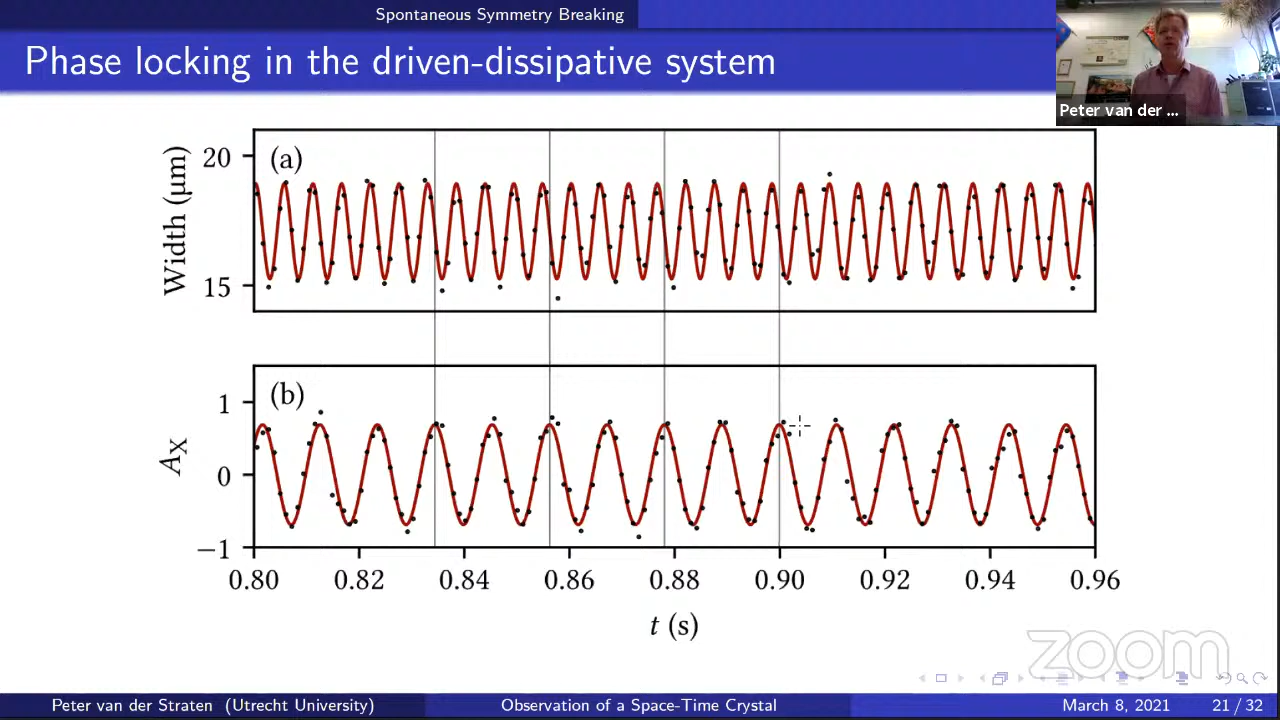 Spontaneous Symmetry Breaking
Phase locking in the driven-dissipative system
Peter van der ...
(a)
20
15
Width (μm)
(b)
1
0
−1
A_X
0.80 0.82 0.84 0.86 0.88 0.90 0.92 0.94 0.96
t (s)
zoom
Peter van der Straten (Utrecht University) Observation of a Space-Time Crystal March 8, 2021 21 / 32